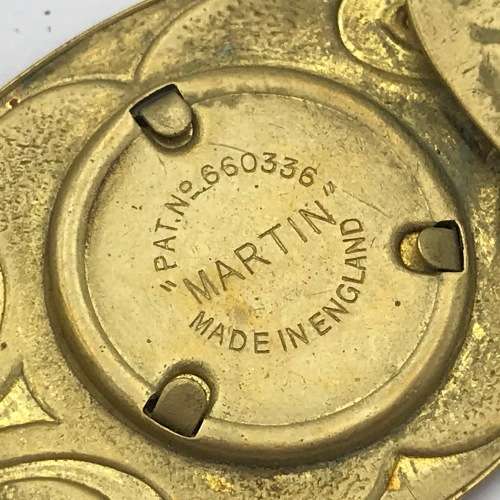 "PAT. No 660336"
"MARTIN"
MADE IN ENGLAND